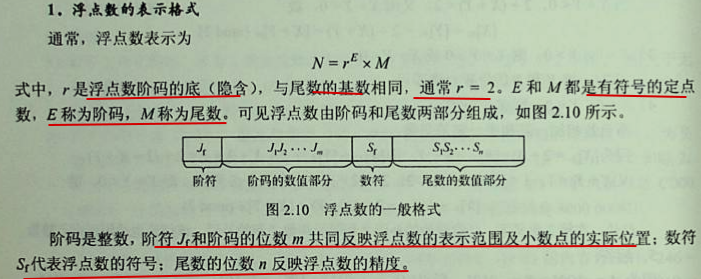 1. 浮点数的表示格式
通常，浮点数表示为
N = r^E × M
式中，r 是浮点数阶码的底（隐含），与尾数的基数相同，通常 r = 2。E 和 M 都是有符号的定点
数，E 称为阶码，M 称为尾数。可见浮点数由阶码和尾数两部分组成，如图 2.10 所示。
J_f J₁J₂ ⋯ J_m S_f S₁S₂ ⋯ S_n
阶符 阶码的数值部分 数符 尾数的数值部分
图 2.10 浮点数的一般格式
阶码是整数，阶符 J_f 和阶码的位数 m 共同反映浮点数的表示范围及小数点的实际位置；数符
S_f 代表浮点数的符号；尾数的位数 n 反映浮点数的精度。